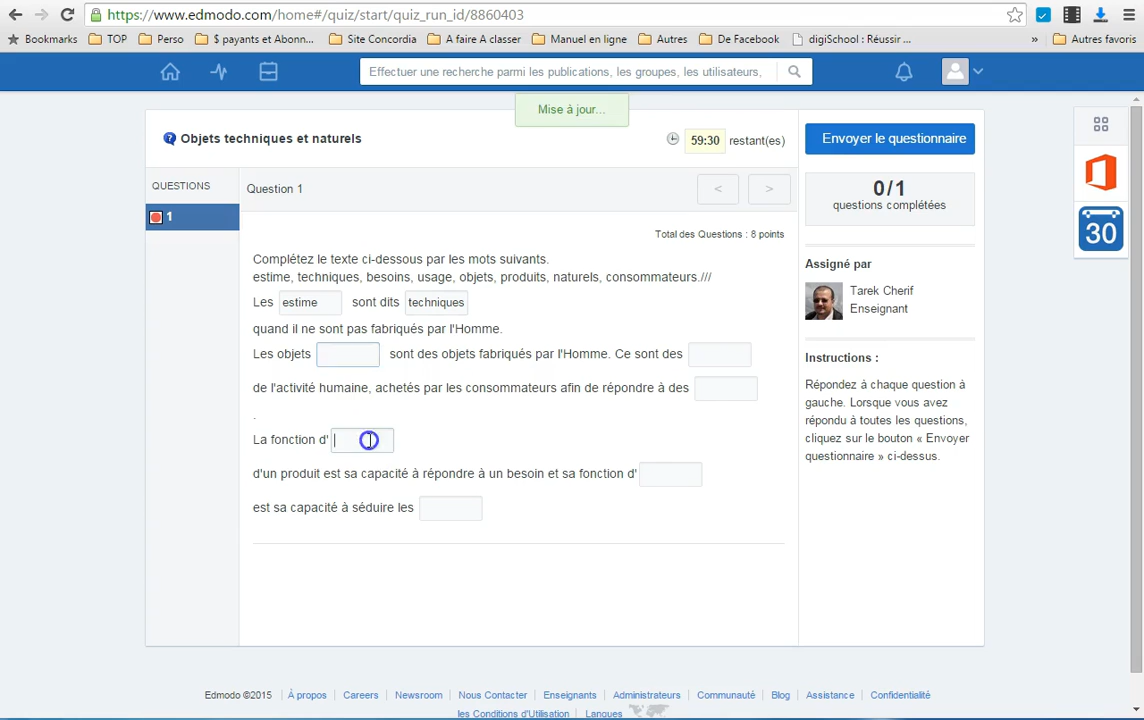 https://www.edmodo.com/home#/quiz/start/quiz_run_id/8860403
Bookmarks TOP Perso $ payants et Abonn... Site Concordia A faire A classer Manuel en ligne Autres De Facebook digiSchool : Réussir ... » Autres favoris
Effectuer une recherche parmi les publications, les groupes, les utilisateurs,
Mise à jour...
Objets techniques et naturels
59:30 restant(es)
Envoyer le questionnaire
QUESTIONS
Question 1
< >
1
0/1
questions complétées
30
Total des Questions : 8 points
Complétez le texte ci-dessous par les mots suivants.
estime, techniques, besoins, usage, objets, produits, naturels, consommateurs.///
Les estime sont dits techniques
quand il ne sont pas fabriqués par l'Homme.
Les objets sont des objets fabriqués par l'Homme. Ce sont des
de l'activité humaine, achetés par les consommateurs afin de répondre à des
.
La fonction d'
d'un produit est sa capacité à répondre à un besoin et sa fonction d'
est sa capacité à séduire les
Assigné par
Tarek Cherif
Enseignant
Instructions :
Répondez à chaque question à
gauche. Lorsque vous avez
répondu à toutes les questions,
cliquez sur le bouton « Envoyer
questionnaire » ci-dessus.
Edmodo ©2015 À propos Careers Newsroom Nous Contacter Enseignants Administrateurs Communauté Blog Assistance Confidentialité
les Conditions d'Utilisation Langues